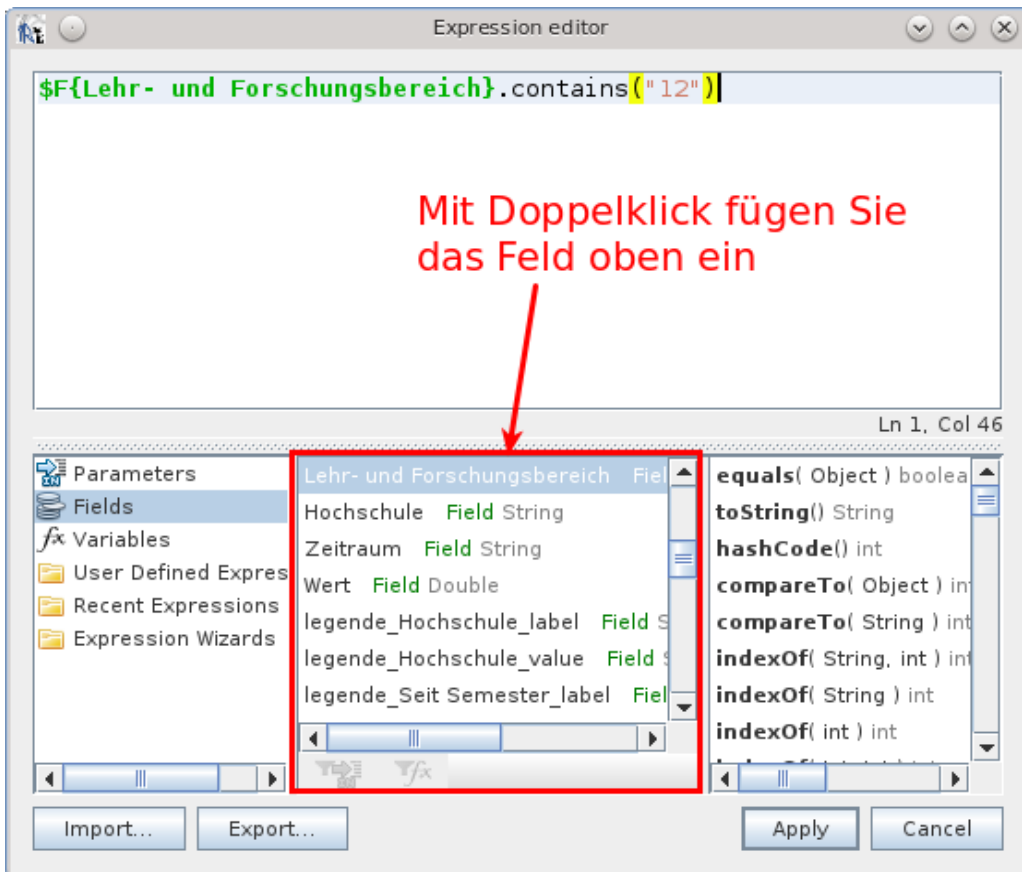 Expression editor
$F{Lehr- und Forschungsbereich}.contains("12")
Mit Doppelklick fügen Sie
das Feld oben ein
Ln 1, Col 46
Parameters
Fields
Variables
User Defined Expres
Recent Expressions
Expression Wizards
Lehr- und Forschungsbereich Fiel
Hochschule Field String
Zeitraum Field String
Wert Field Double
legende_Hochschule_label Field S
legende_Hochschule_value Field S
legende_Seit Semester_label Fiel
equals( Object ) boolea
toString() String
hashCode() int
compareTo( Object ) in
compareTo( String ) int
indexOf( String, int ) int
indexOf( String ) int
indexOf( int ) int
Import...
Export...
Apply
Cancel